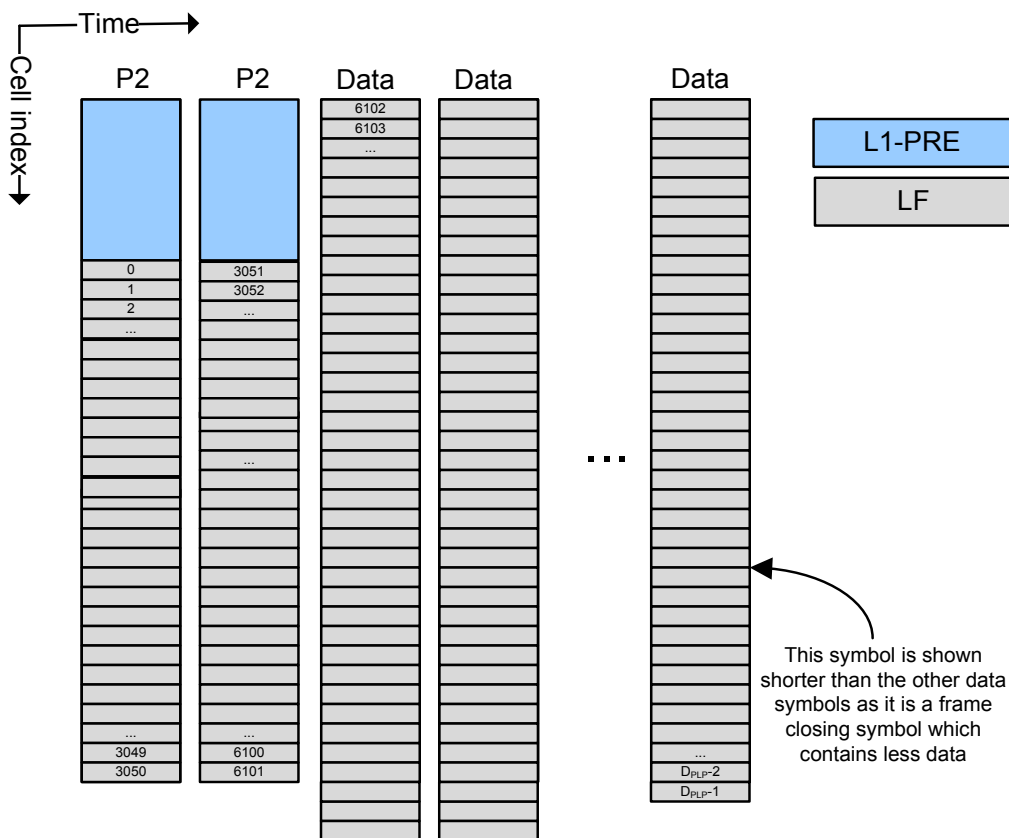 Time
Cell index
P2
P2
Data
Data
Data
6102
6103
...
L1-PRE
LF
0
1
2
...
3051
3052
...
...
...
...
3049
3050
...
6100
6101
This symbol is shown
shorter than the other data
symbols as it is a frame
closing symbol which
contains less data
...
DPLP-2
DPLP-1